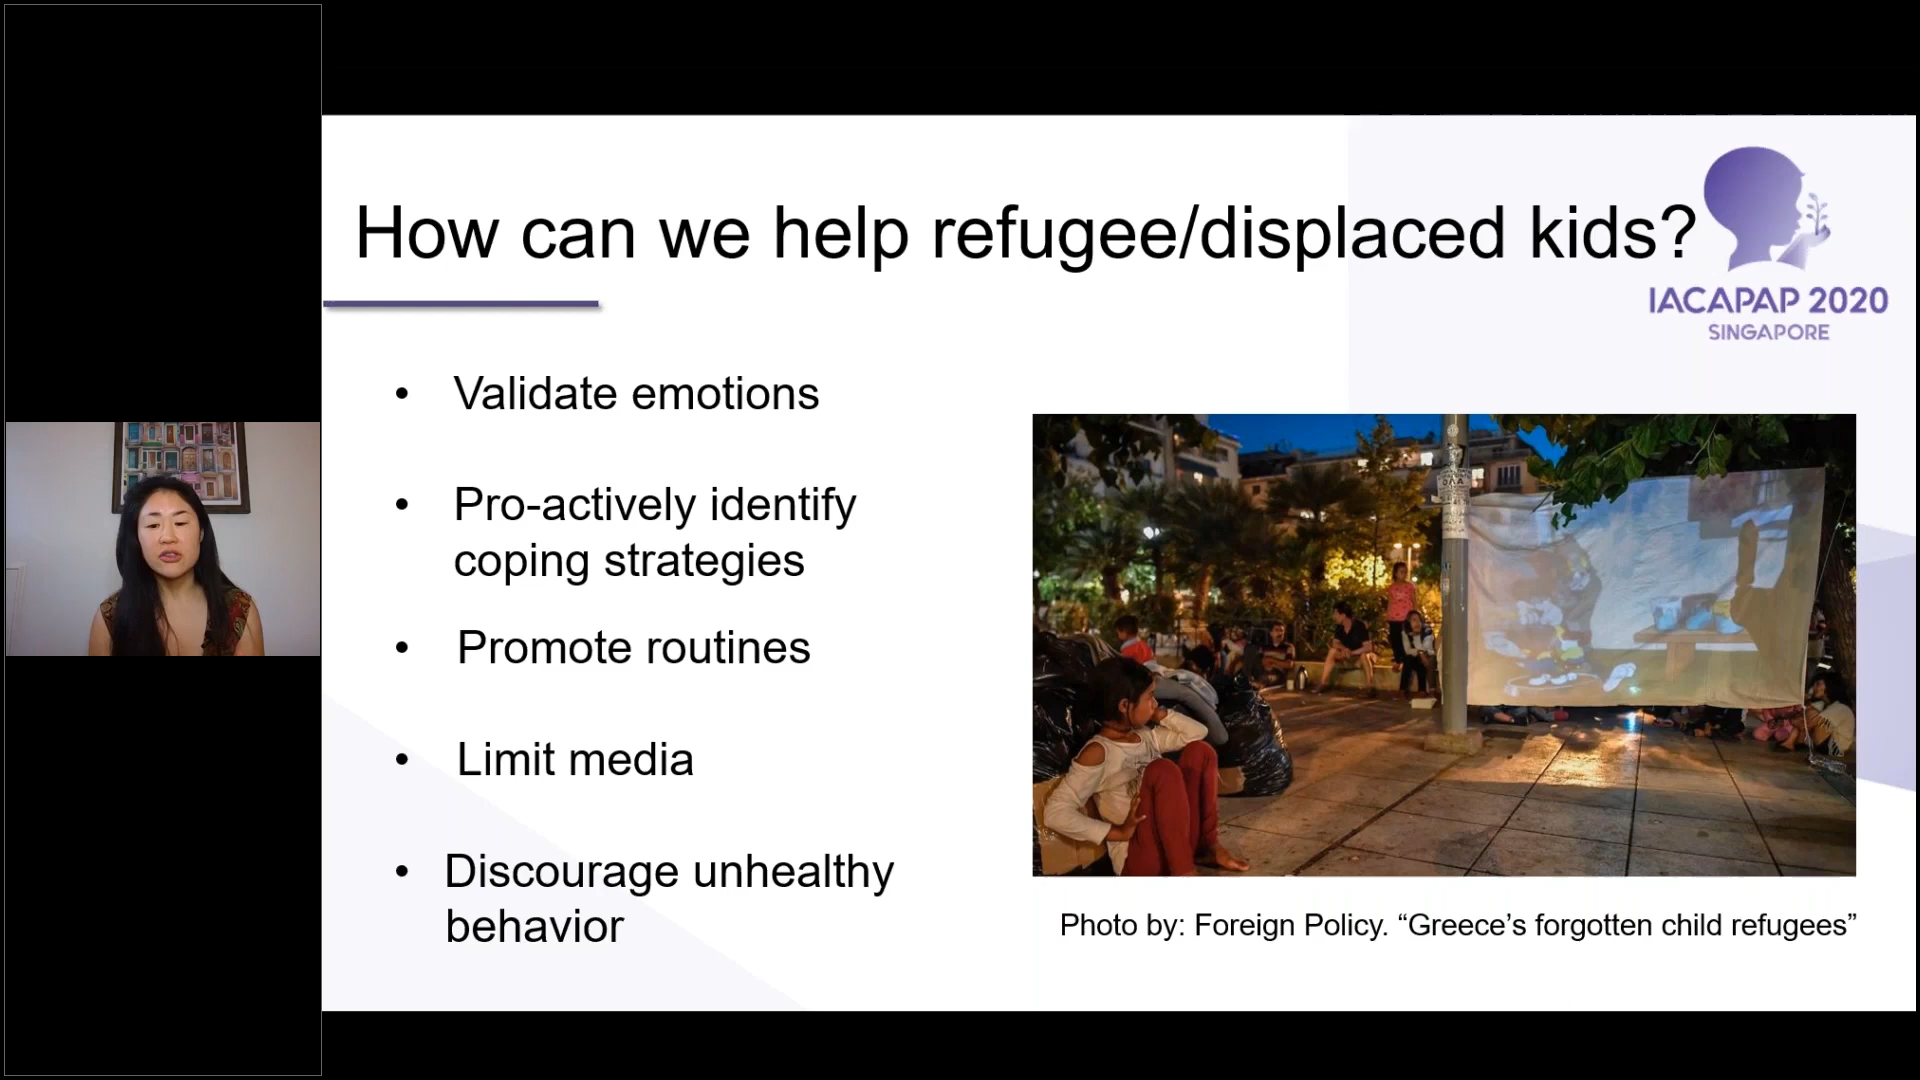 How can we help refugee/displaced kids?
IACAPAP 2020
SINGAPORE
• Validate emotions
• Pro-actively identify
coping strategies
• Promote routines
• Limit media
• Discourage unhealthy
behavior
Photo by: Foreign Policy. “Greece’s forgotten child refugees”